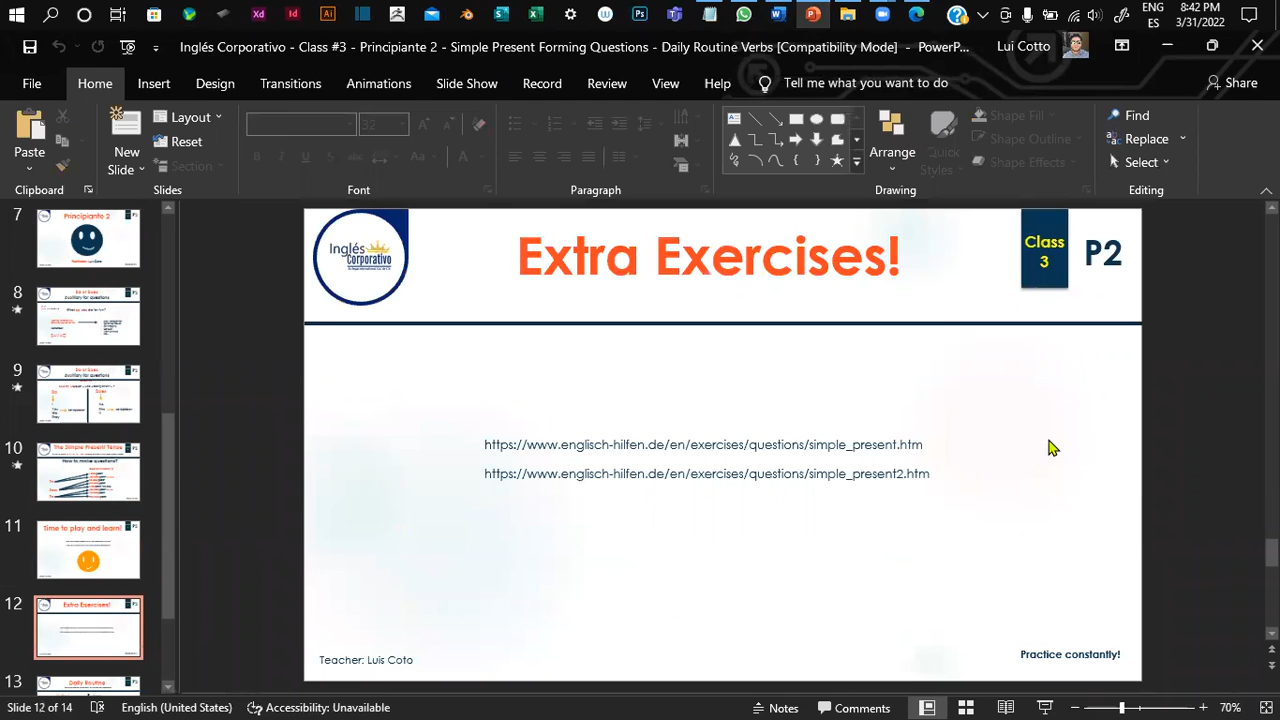 8:42 PM
ENG
ES
3/31/2022
Inglés Corporativo - Class #3 - Principiante 2 - Simple Present Forming Questions - Daily Routine Verbs [Compatibility Mode] - PowerP...
Lui Cotto
File Home Insert Design Transitions Animations Slide Show Record Review View Help Tell me what you want to do Share
Paste
New
Slide
Layout
Reset
Section
32
Arrange
Quick
Styles
Shape Fill
Shape Outline
Shape Effects
Find
Replace
Select
Clipboard Slides Font Paragraph Drawing Editing
7
Principiante 2
8
9
10
The Simple Present Tense
How to make questions?
11
Time to play and learn!
12
Extra Exercises!
13
Daily Routine
Inglés
Corporativo
Extra Exercises!
Class
3
P2
http://www.englisch-hilfen.de/en/exercises/questions/simple_present.htm
https://www.englisch-hilfen.de/en/exercises/questions/simple_present2.htm
Teacher: Luis Coto
Practice constantly!
Slide 12 of 14 English (United States) Accessibility: Unavailable Notes Comments 70%